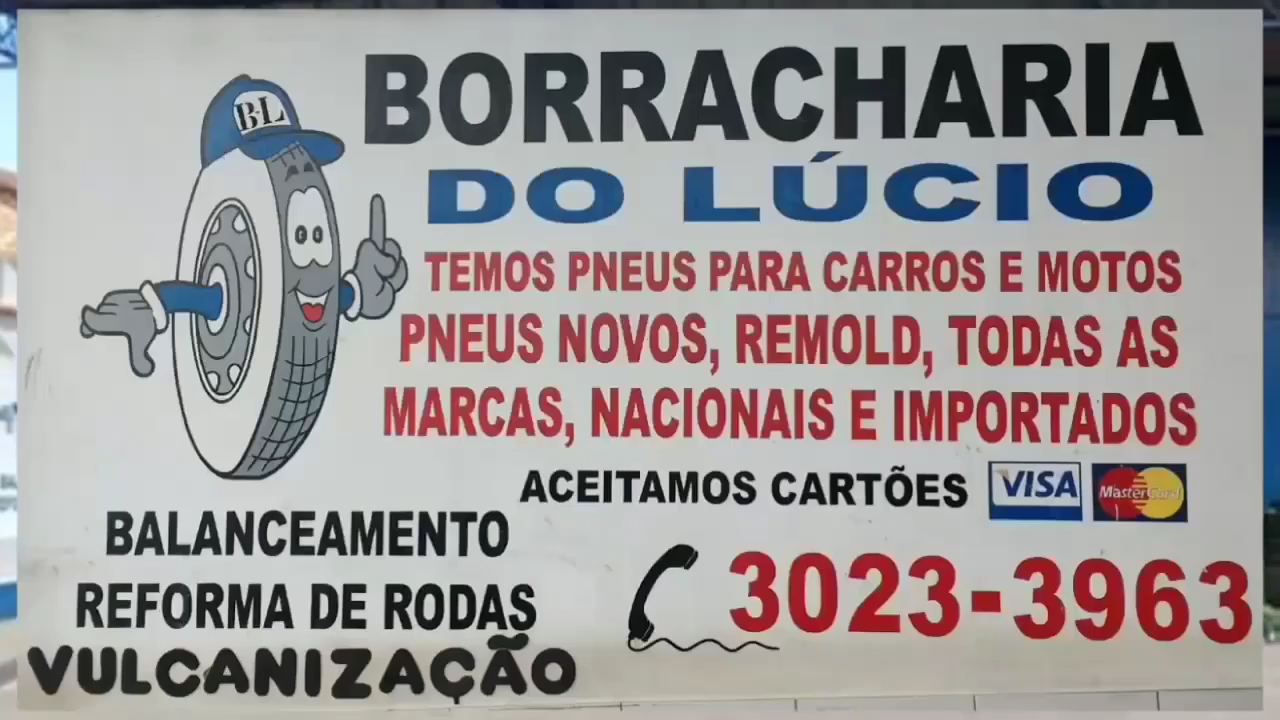 B·L
BORRACHARIA
DO LÚCIO
TEMOS PNEUS PARA CARROS E MOTOS
PNEUS NOVOS, REMOLD, TODAS AS
MARCAS, NACIONAIS E IMPORTADOS
ACEITAMOS CARTÕES VISA MasterCard
BALANCEAMENTO
REFORMA DE RODAS
VULCANIZAÇÃO
3023-3963